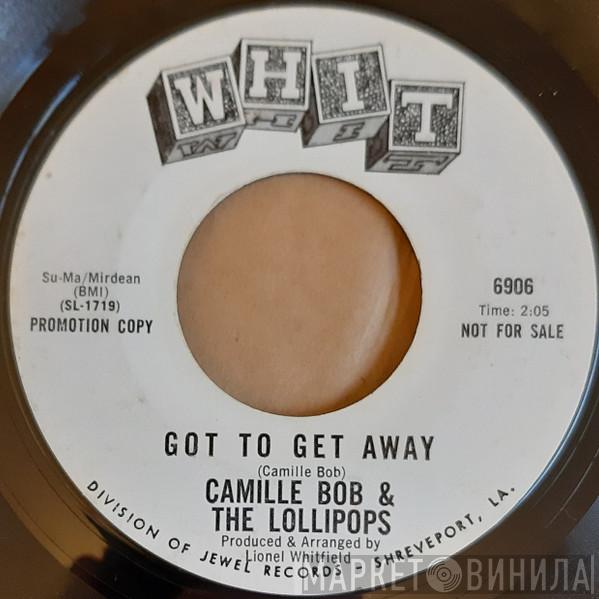 WHIT
Su-Ma/Mirdean
(BMI)
(SL-1719)
PROMOTION COPY
6906
Time: 2:05
NOT FOR SALE
GOT TO GET AWAY
(Camille Bob)
CAMILLE BOB &
THE LOLLIPOPS
Produced & Arranged by
Lionel Whitfield
DIVISION OF JEWEL RECORDS - SHREVEPORT, LA.
МАРКЕТ ВИНИЛА